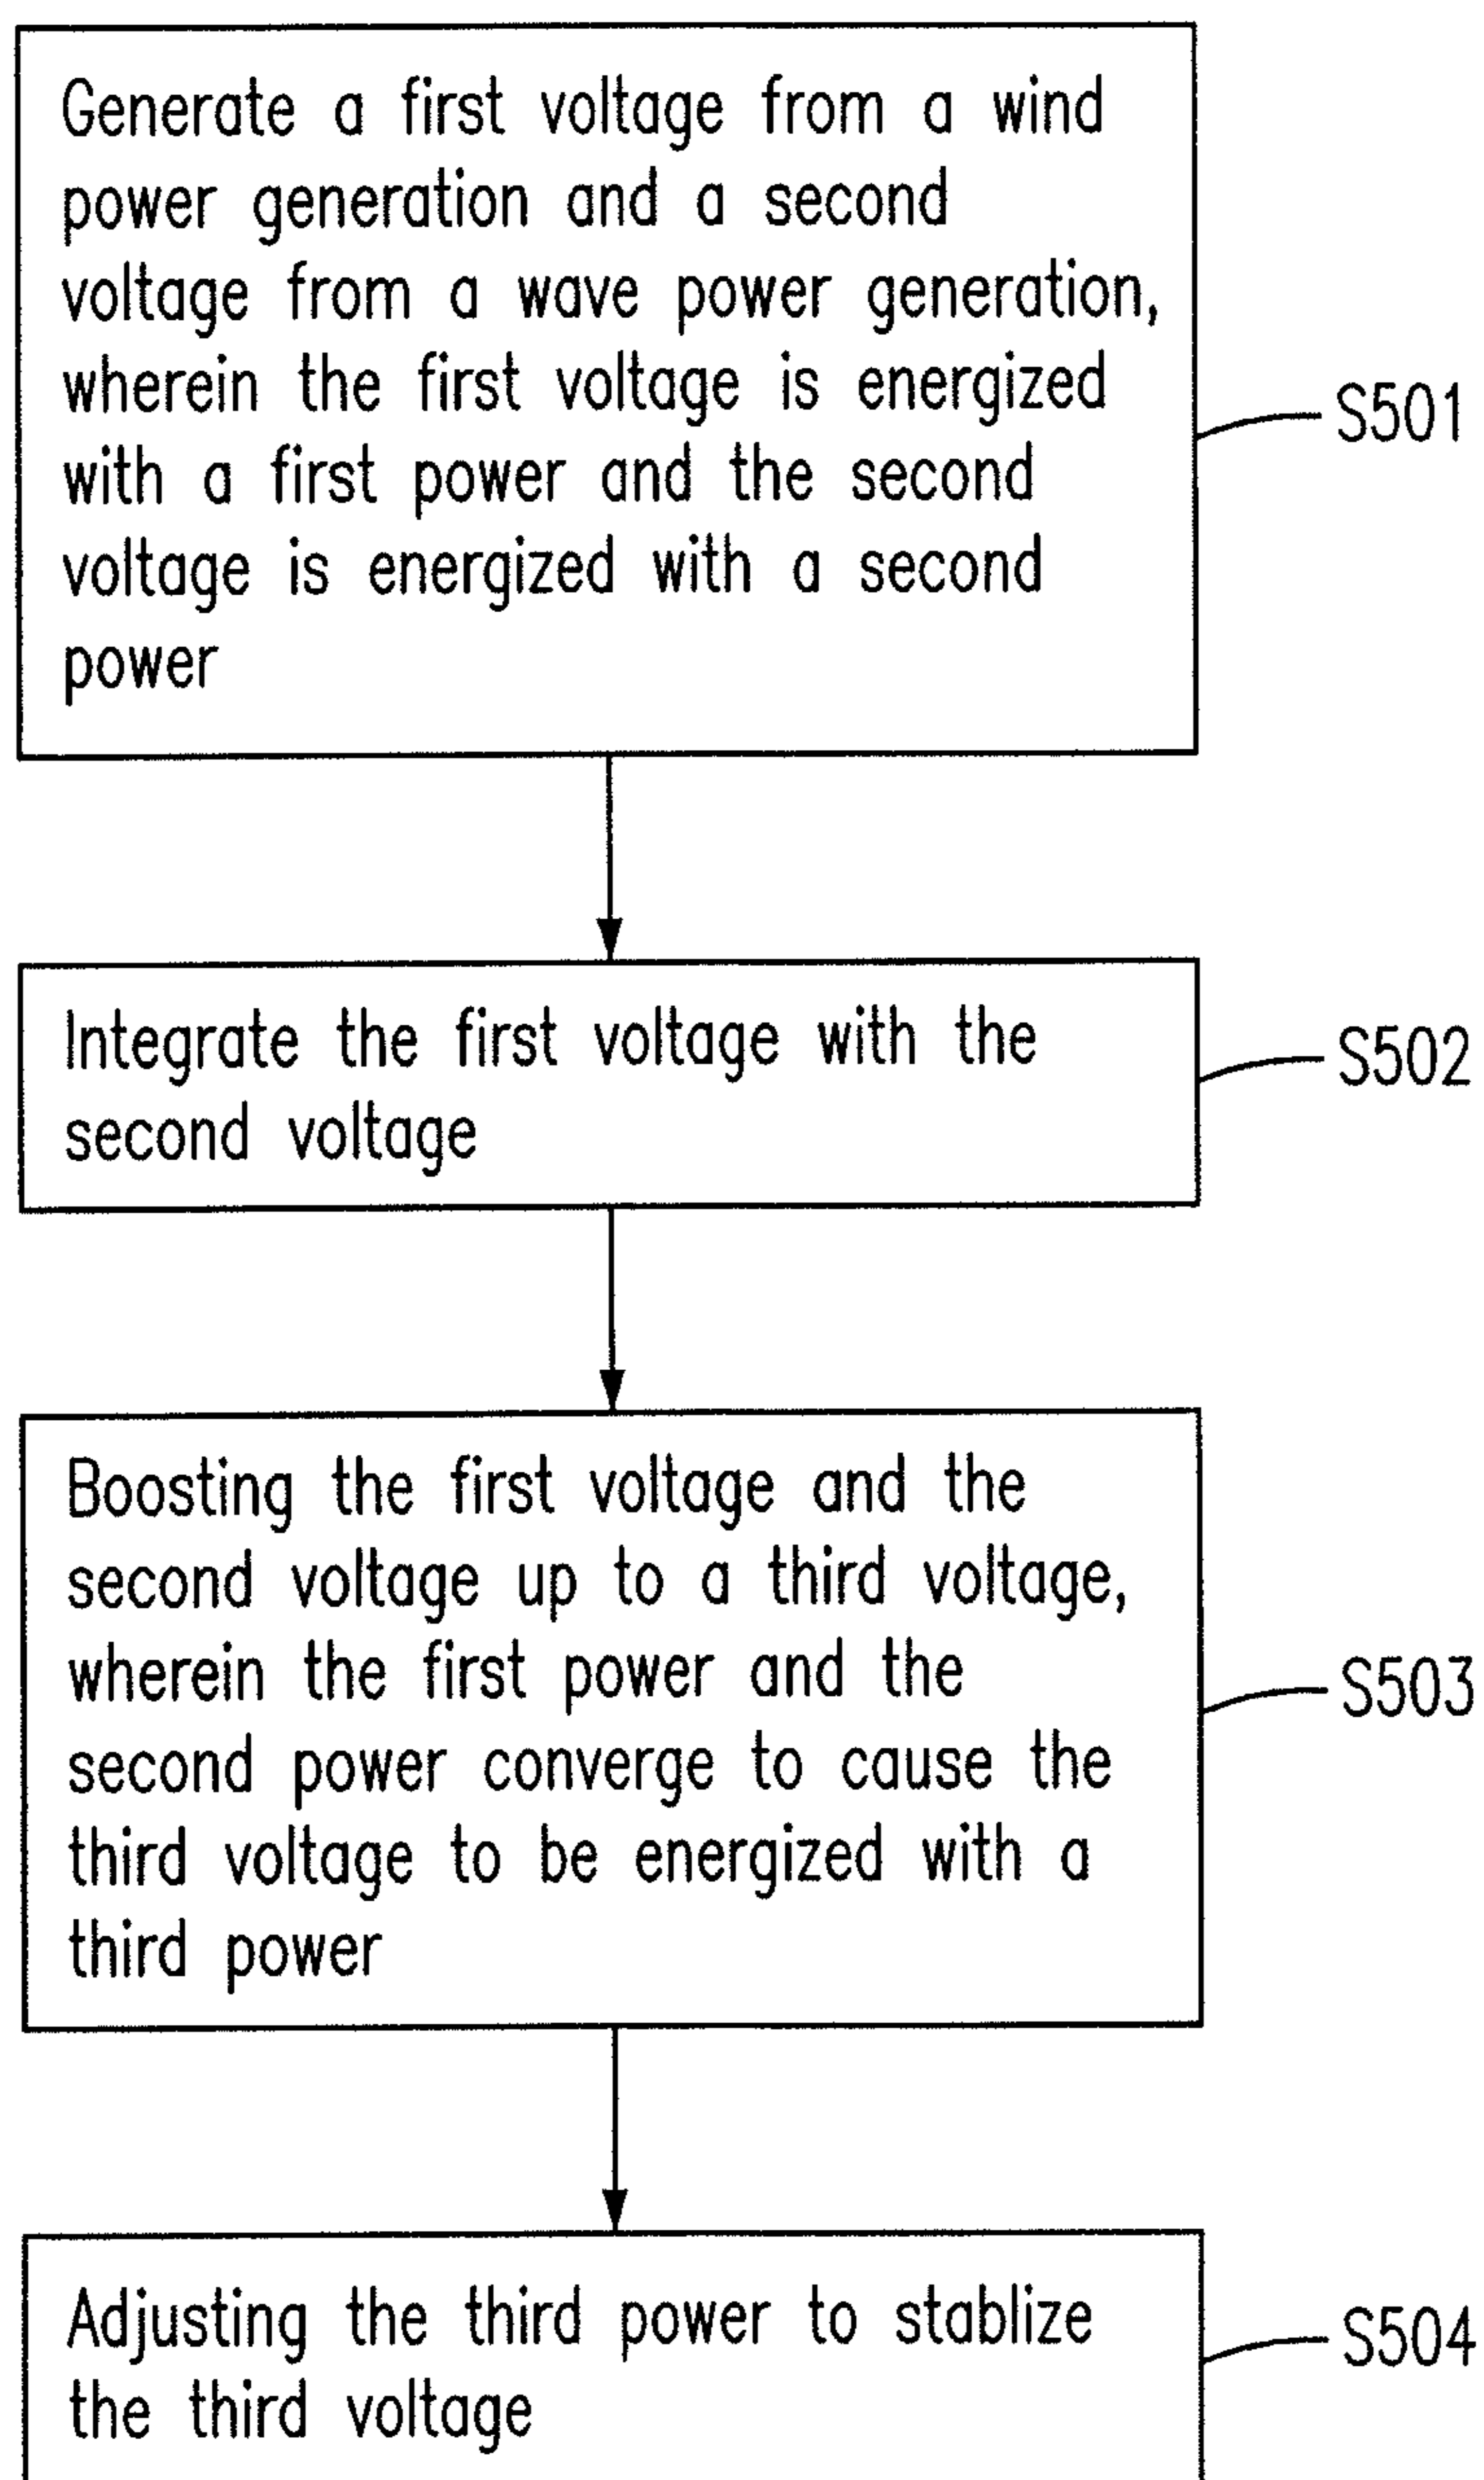 Generate a first voltage from a wind
power generation and a second
voltage from a wave power generation,
wherein the first voltage is energized
with a first power and the second
voltage is energized with a second
power
S501
Integrate the first voltage with the
second voltage
S502
Boosting the first voltage and the
second voltage up to a third voltage,
wherein the first power and the
second power converge to cause the
third voltage to be energized with a
third power
S503
Adjusting the third power to stablize
the third voltage
S504